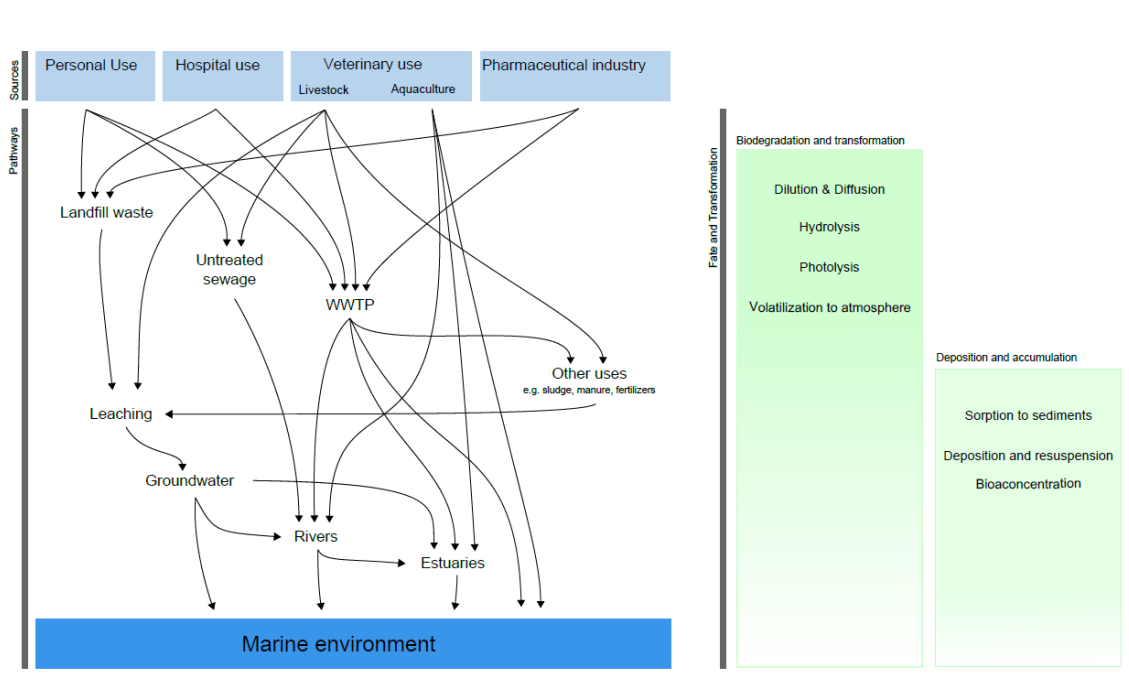 Sources
Personal Use
Hospital use
Veterinary use
Livestock
Aquaculture
Pharmaceutical industry
Pathways
Landfill waste
Untreated
sewage
WWTP
Other uses
e.g. sludge, manure, fertilizers
Leaching
Groundwater
Rivers
Estuaries
Marine environment
Fate and Transformation
Biodegradation and transformation
Dilution & Diffusion
Hydrolysis
Photolysis
Volatilization to atmosphere
Deposition and accumulation
Sorption to sediments
Deposition and resuspension
Bioaconcentration